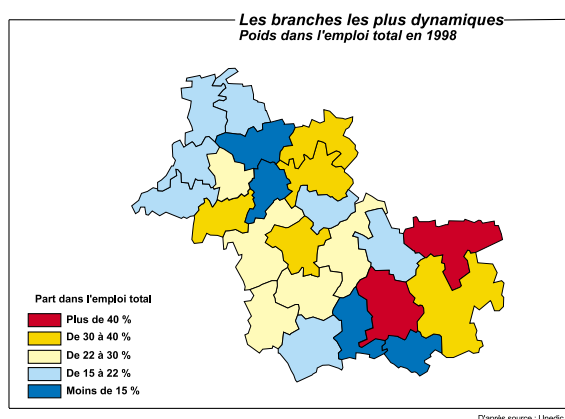 Les branches les plus dynamiques
Poids dans l'emploi total en 1998
Part dans l'emploi total
Plus de 40 %
De 30 à 40 %
De 22 à 30 %
De 15 à 22 %
Moins de 15 %
D'après source : Unedic